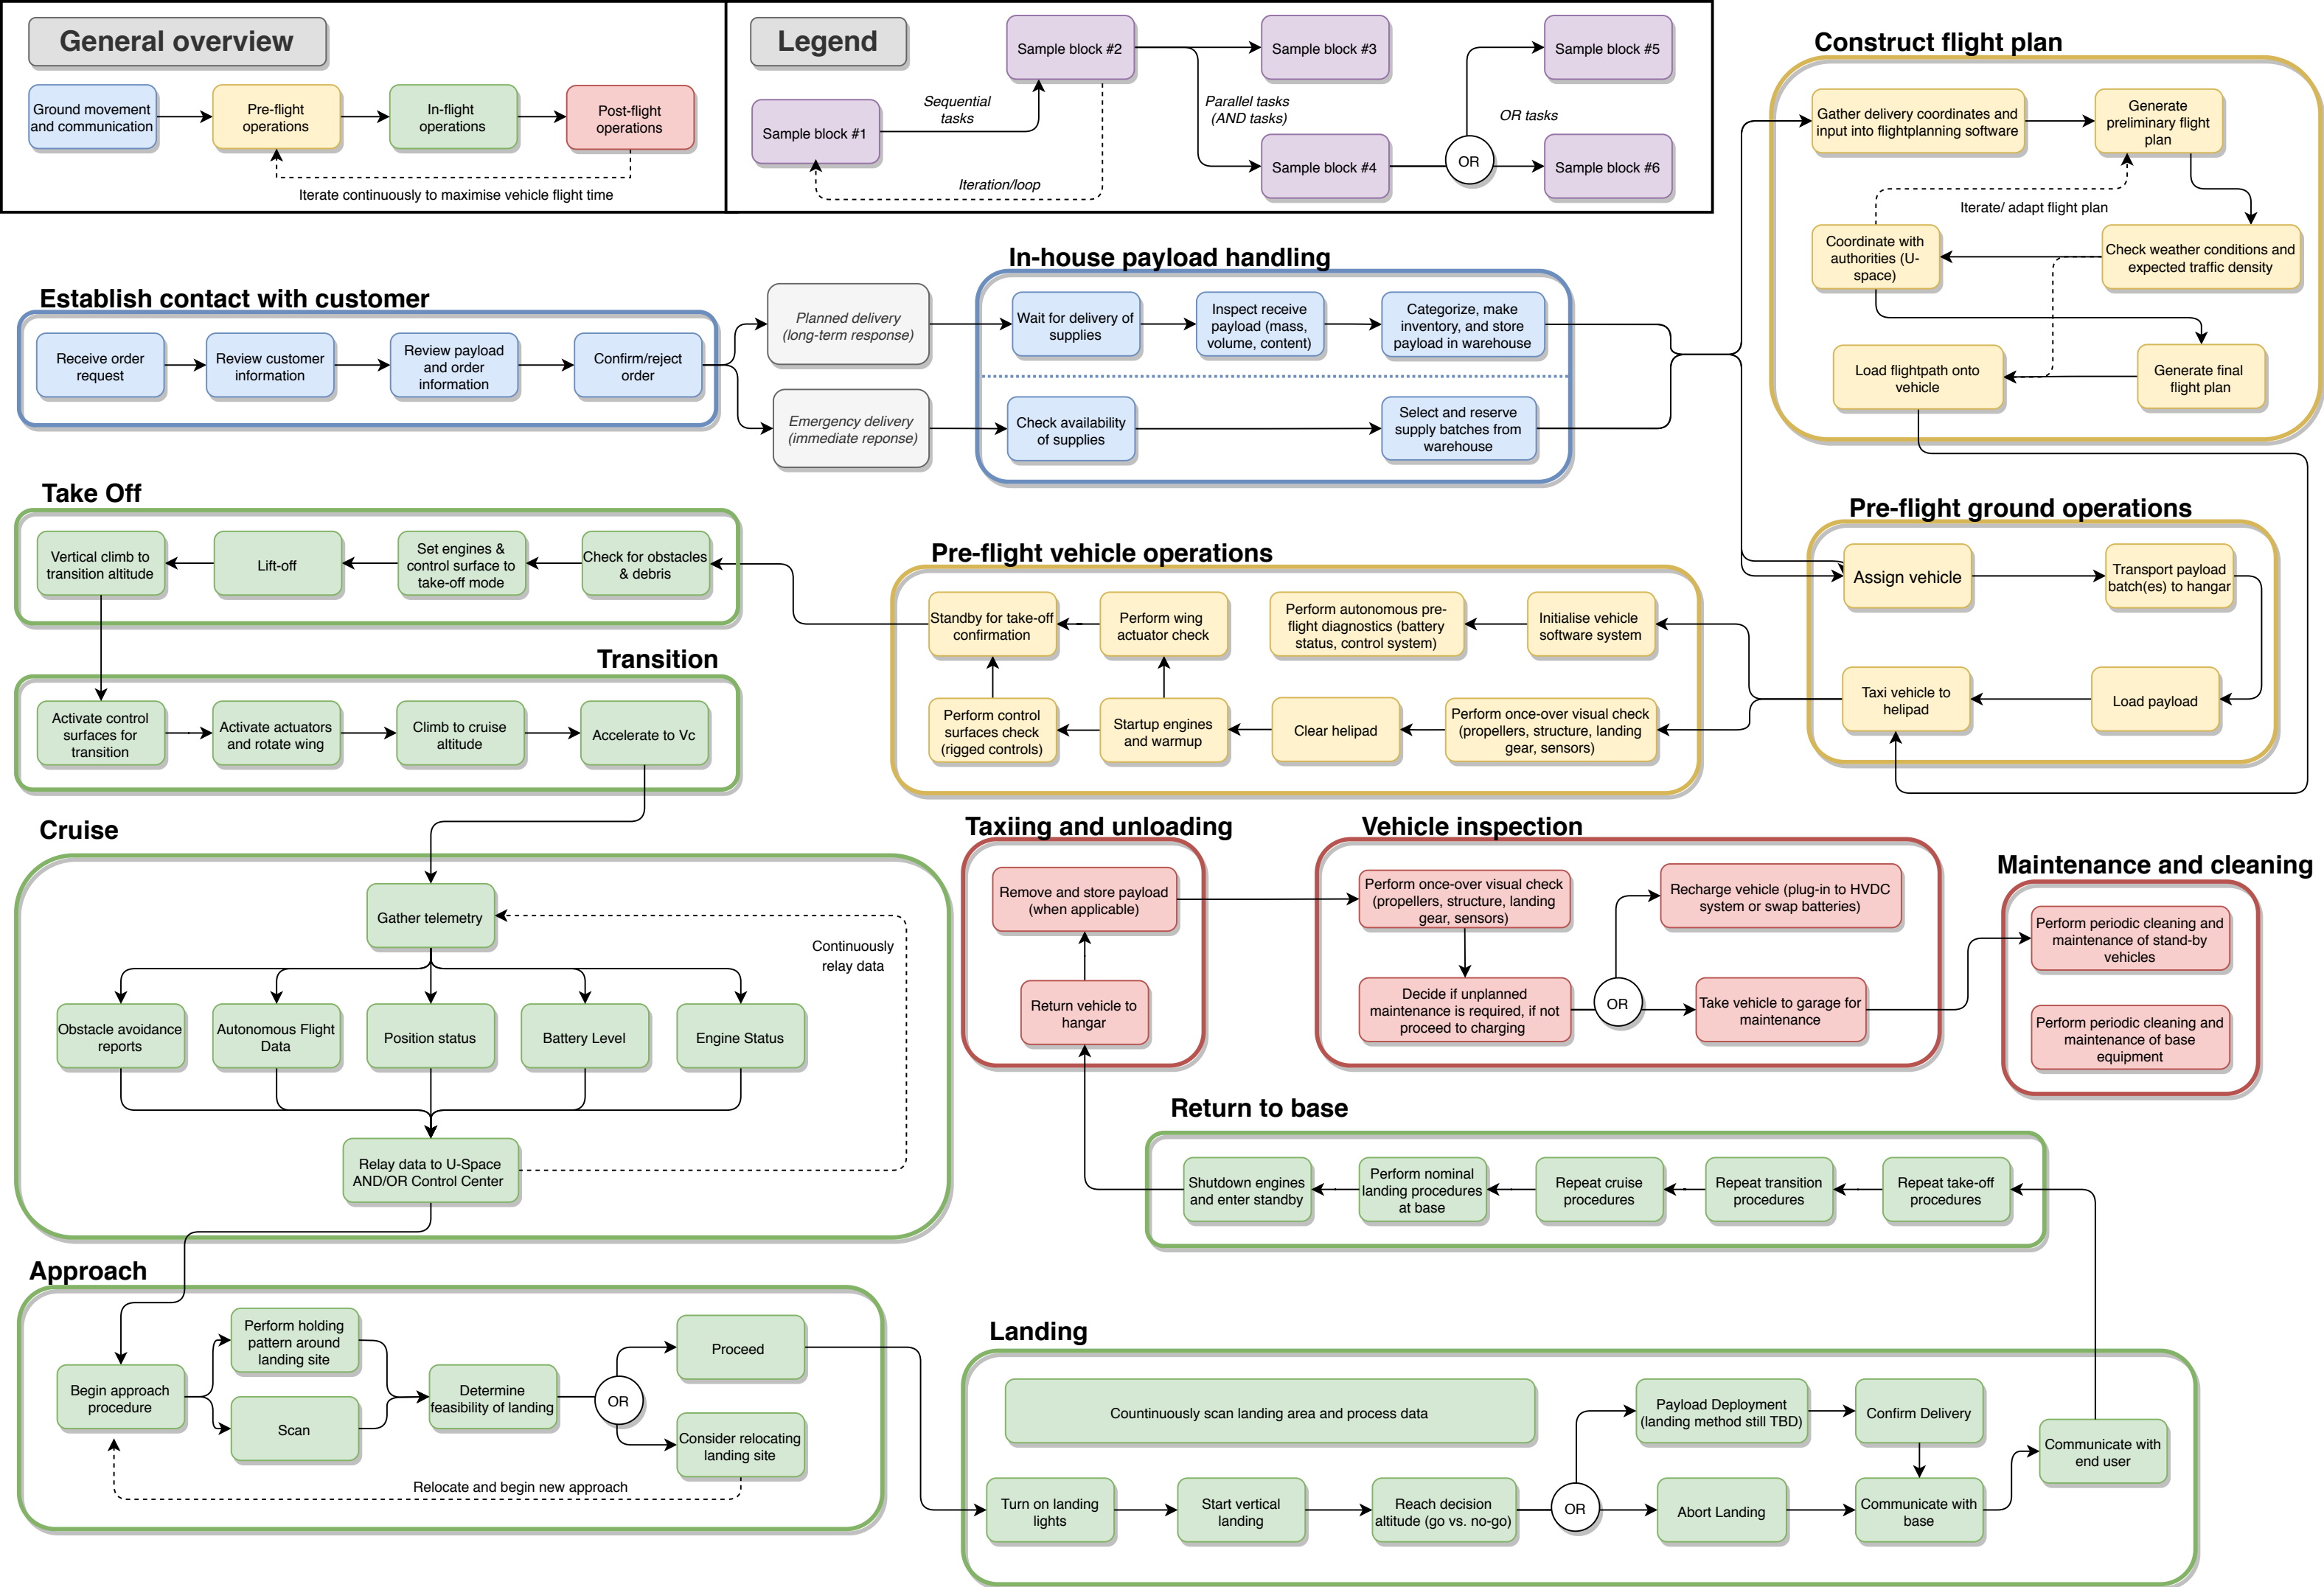 General overview
Ground movement
and communication
Pre-flight
operations
In-flight
operations
Post-flight
operations
Iterate continuously to maximise vehicle flight time
Legend
Sample block #1
Sequential
tasks
Sample block #2
Iteration/loop
Parallel tasks
(AND tasks)
Sample block #3
Sample block #4
OR
OR tasks
Sample block #5
Sample block #6
Construct flight plan
Gather delivery coordinates and
input into flightplanning software
Generate
preliminary flight
plan
Iterate/ adapt flight plan
Coordinate with
authorities (U-
space)
Check weather conditions and
expected traffic density
Load flightpath onto
vehicle
Generate final
flight plan
Establish contact with customer
Receive order
request
Review customer
information
Review payload
and order
information
Confirm/reject
order
Planned delivery
(long-term response)
Emergency delivery
(immediate reponse)
In-house payload handling
Wait for delivery of
supplies
Inspect receive
payload (mass,
volume, content)
Categorize, make
inventory, and store
payload in warehouse
Check availability
of supplies
Select and reserve
supply batches from
warehouse
Take Off
Vertical climb to
transition altitude
Lift-off
Set engines &
control surface to
take-off mode
Check for obstacles
& debris
Pre-flight vehicle operations
Standby for take-off
confirmation
Perform wing
actuator check
Perform autonomous pre-
flight diagnostics (battery
status, control system)
Initialise vehicle
software system
Perform control
surfaces check
(rigged controls)
Startup engines
and warmup
Clear helipad
Perform once-over visual check
(propellers, structure, landing
gear, sensors)
Pre-flight ground operations
Assign vehicle
Transport payload
batch(es) to hangar
Taxi vehicle to
helipad
Load payload
Transition
Activate control
surfaces for
transition
Activate actuators
and rotate wing
Climb to cruise
altitude
Accelerate to Vc
Cruise
Gather telemetry
Continuously
relay data
Obstacle avoidance
reports
Autonomous Flight
Data
Position status
Battery Level
Engine Status
Relay data to U-Space
AND/OR Control Center
Taxiing and unloading
Remove and store payload
(when applicable)
Return vehicle to
hangar
Vehicle inspection
Perform once-over visual check
(propellers, structure, landing
gear, sensors)
Recharge vehicle (plug-in to HVDC
system or swap batteries)
Decide if unplanned
maintenance is required, if not
proceed to charging
OR
Take vehicle to garage for
maintenance
Maintenance and cleaning
Perform periodic cleaning and
maintenance of stand-by
vehicles
Perform periodic cleaning and
maintenance of base
equipment
Return to base
Shutdown engines
and enter standby
Perform nominal
landing procedures
at base
Repeat cruise
procedures
Repeat transition
procedures
Repeat take-off
procedures
Approach
Begin approach
procedure
Perform holding
pattern around
landing site
Scan
Determine
feasibility of landing
OR
Proceed
Consider relocating
landing site
Relocate and begin new approach
Landing
Countinuously scan landing area and process data
Turn on landing
lights
Start vertical
landing
Reach decision
altitude (go vs. no-go)
OR
Payload Deployment
(landing method still TBD)
Confirm Delivery
Abort Landing
Communicate with
base
Communicate with
end user